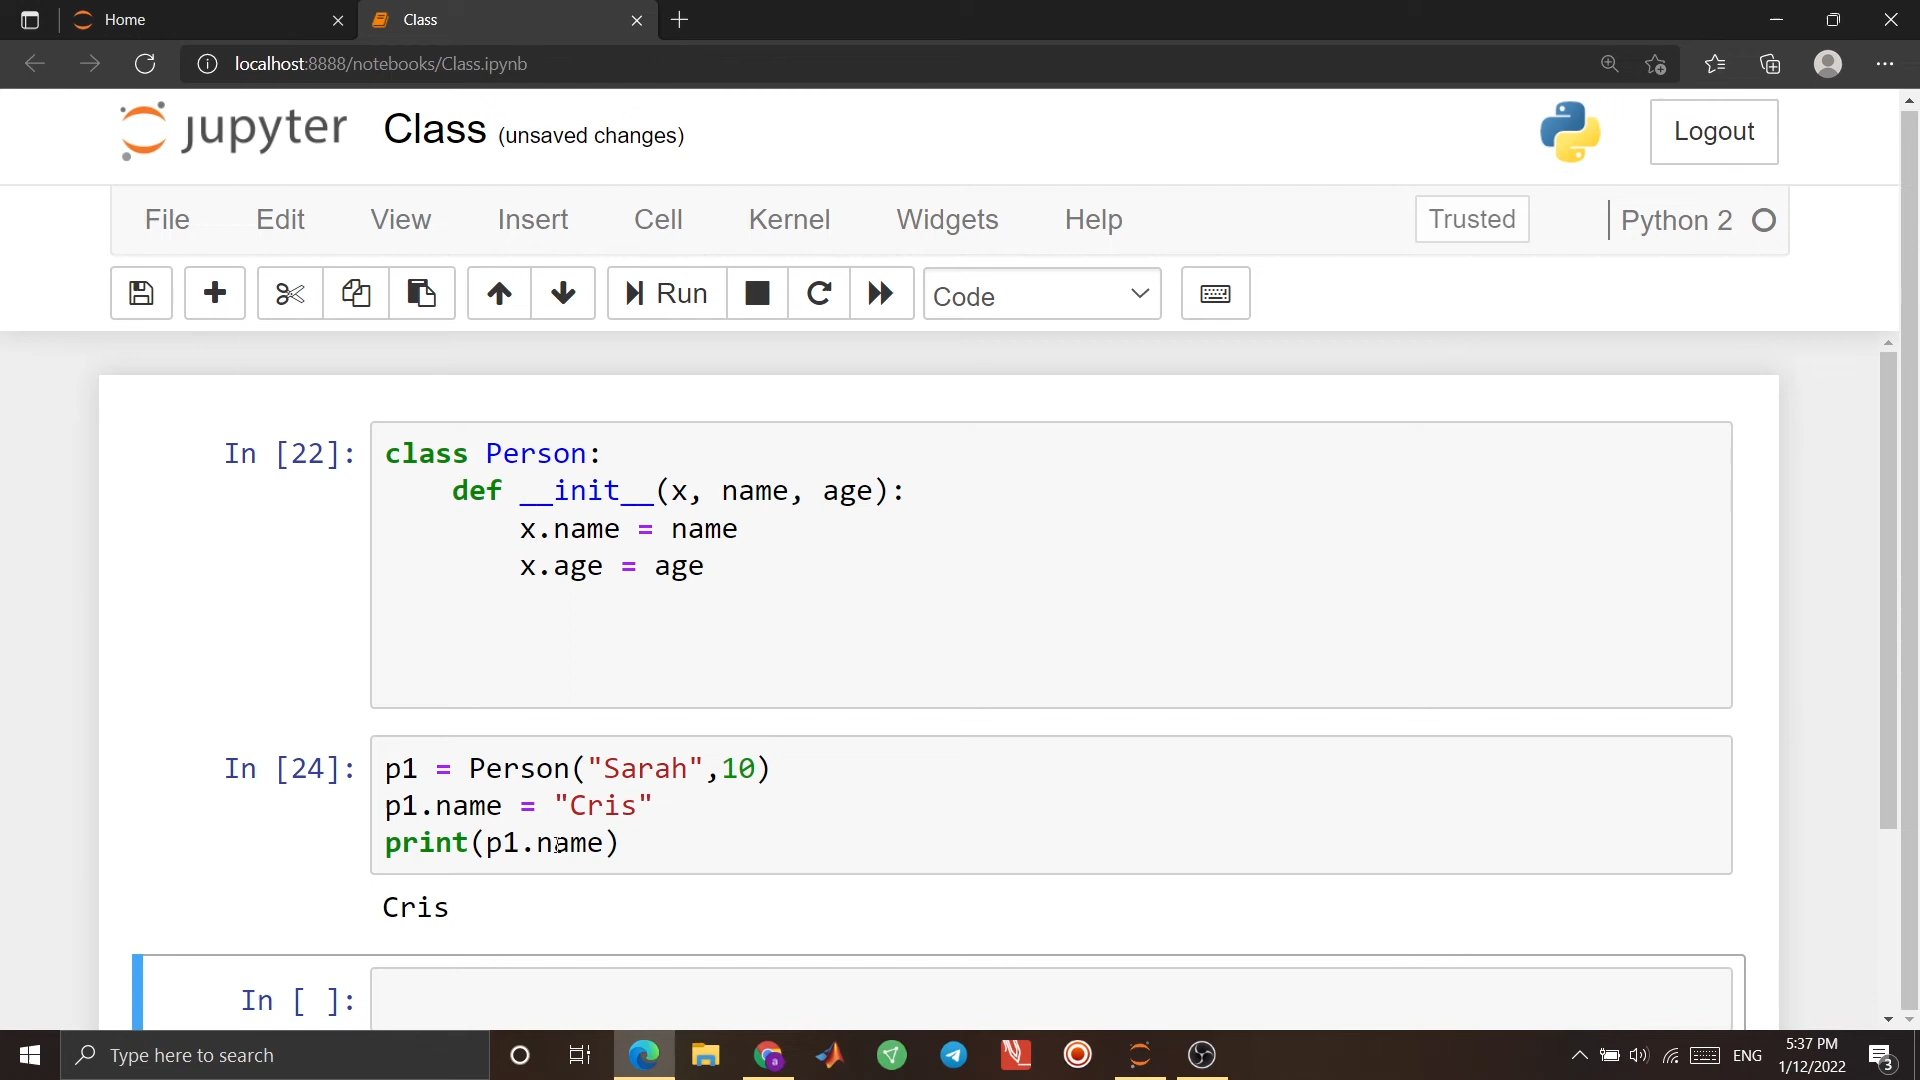 Home
Class
localhost:8888/notebooks/Class.ipynb
jupyter Class (unsaved changes)
Logout
File Edit View Insert Cell Kernel Widgets Help
Trusted
Python 2
Run
Code
In [22]:
class Person:
    def __init__(x, name, age):
        x.name = name
        x.age = age
In [24]:
p1 = Person("Sarah",10)
p1.name = "Cris"
print(p1.name)
Cris
In [ ]:
Type here to search
ENG
5:37 PM
1/12/2022
3